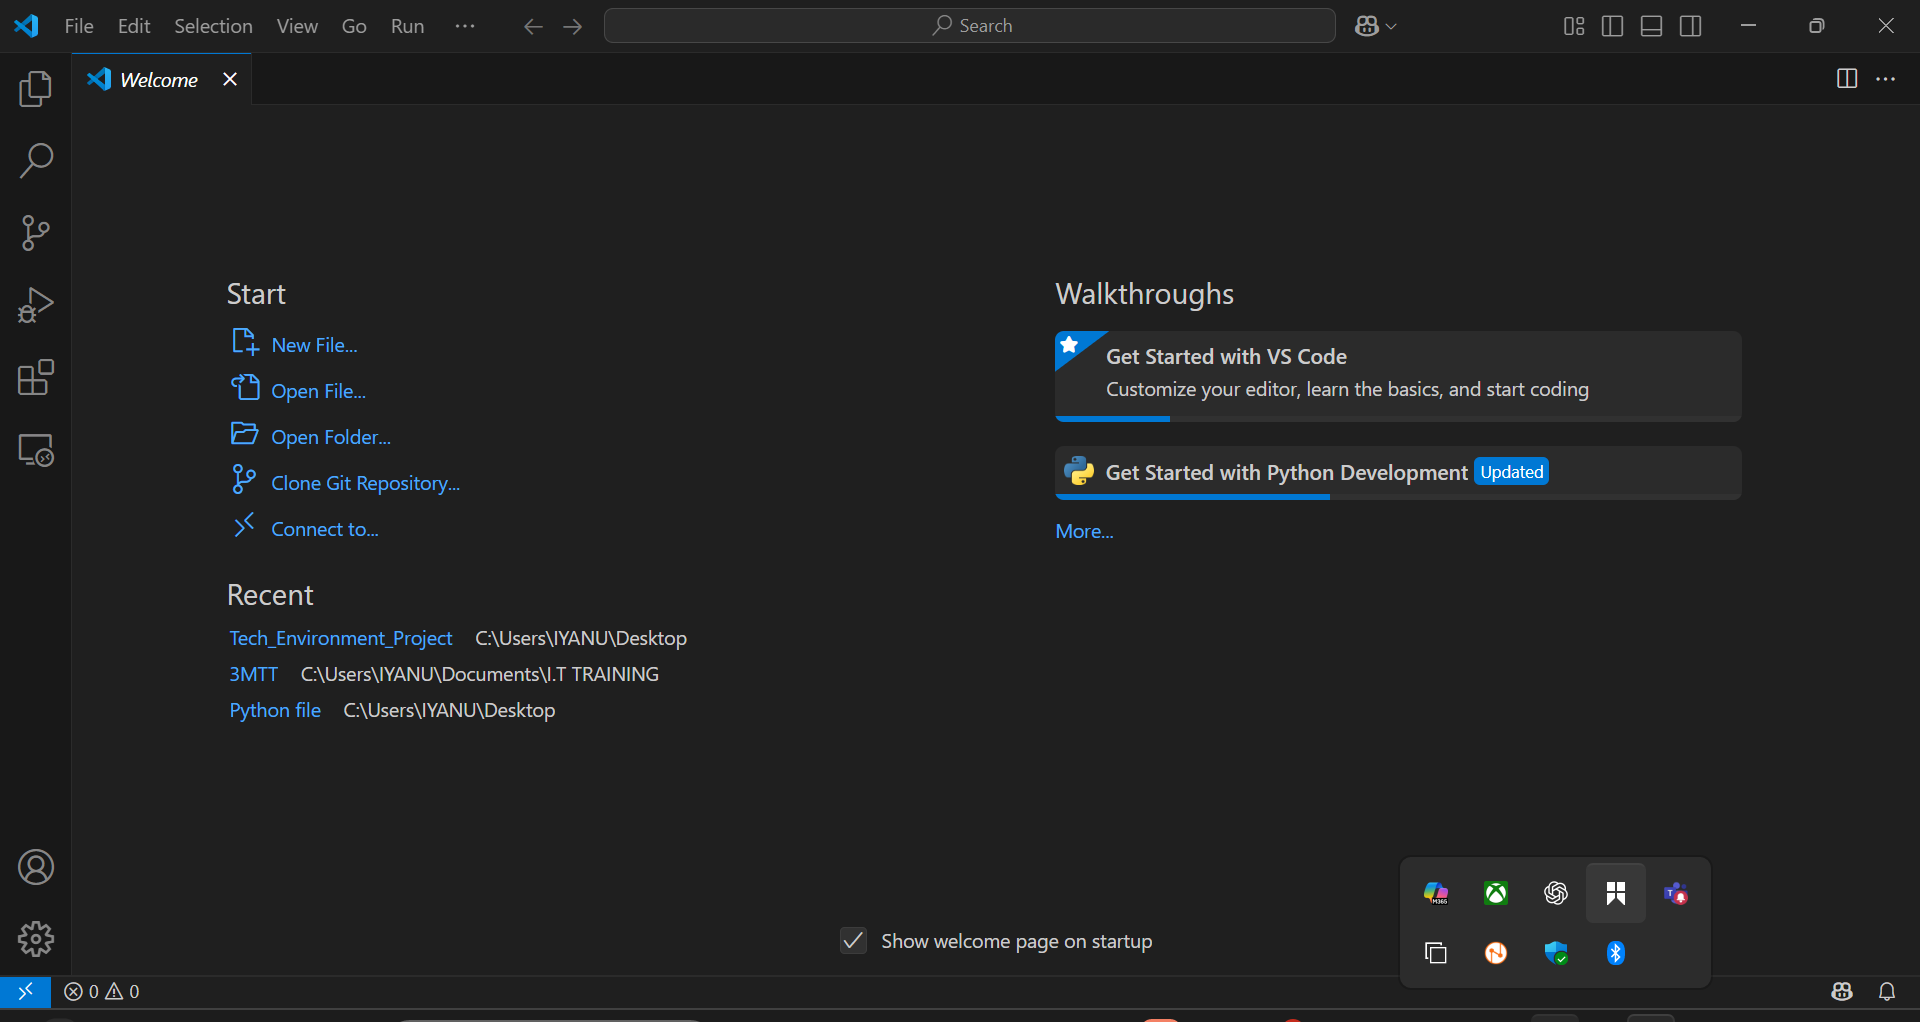 File Edit Selection View Go Run ··· Search
Welcome
Start
New File...
Open File...
Open Folder...
Clone Git Repository...
Connect to...
Recent
Tech_Environment_Project C:\Users\IYANU\Desktop
3MTT C:\Users\IYANU\Documents\I.T TRAINING
Python file C:\Users\IYANU\Desktop
Walkthroughs
Get Started with VS Code
Customize your editor, learn the basics, and start coding
Get Started with Python Development Updated
More...
Show welcome page on startup
M365
T
0 0